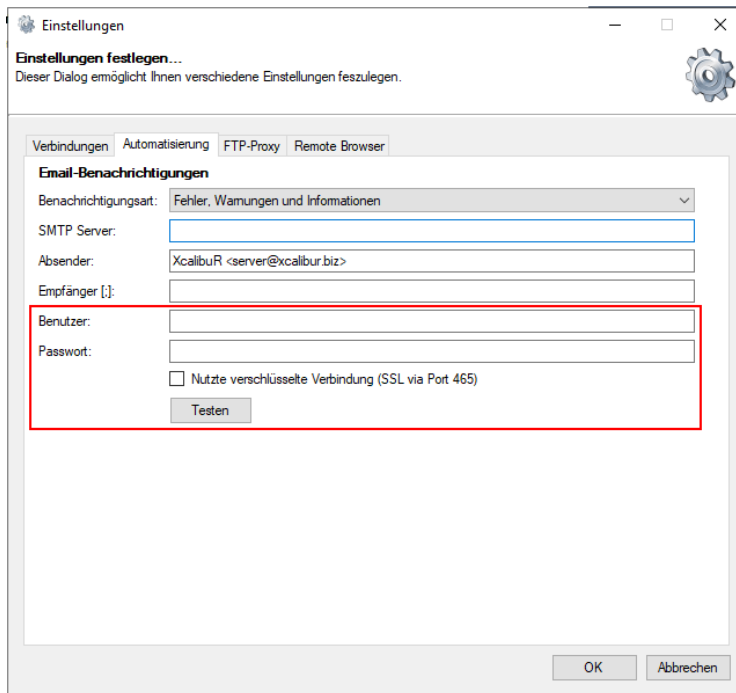 Einstellungen
Einstellungen festlegen...
Dieser Dialog ermöglicht Ihnen verschiedene Einstellungen feszulegen.
Verbindungen Automatisierung FTP-Proxy Remote Browser
Email-Benachrichtigungen
Benachrichtigungsart: Fehler, Warnungen und Informationen
SMTP Server:
Absender: XcalibuR <server@xcalibur.biz>
Empfänger [;]:
Benutzer:
Passwort:
Nutzte verschlüsselte Verbindung (SSL via Port 465)
Testen
OK Abbrechen